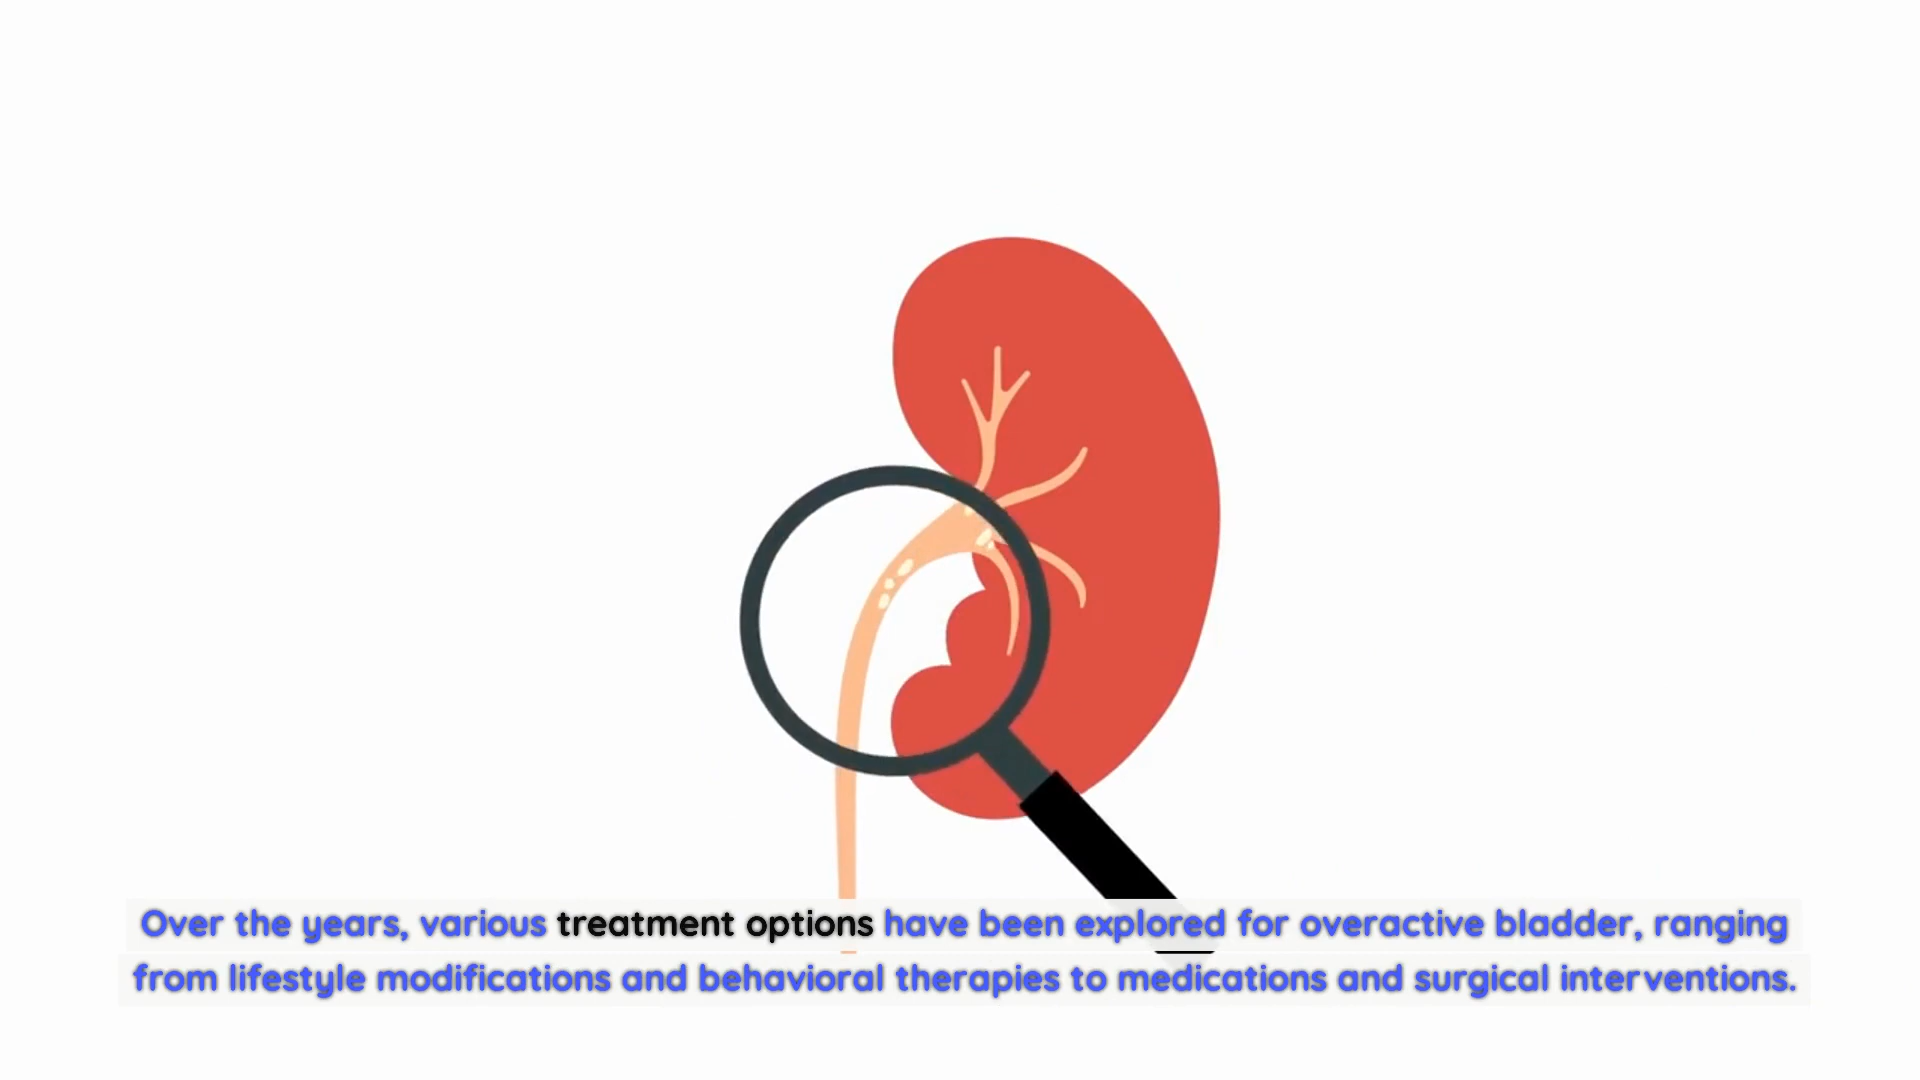 Over the years, various treatment options have been explored for overactive bladder, ranging
from lifestyle modifications and behavioral therapies to medications and surgical interventions.